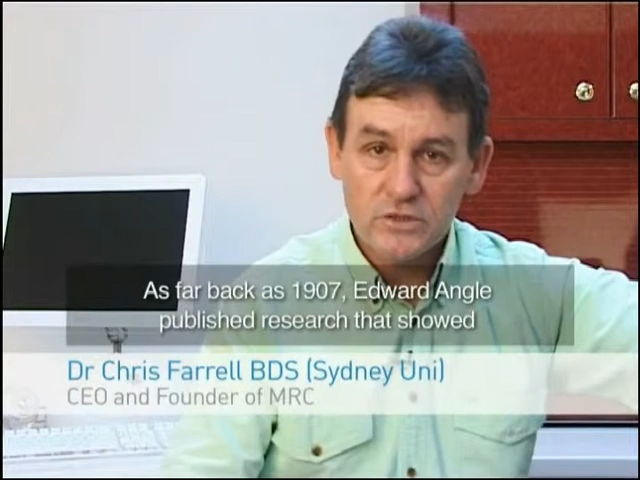 As far back as 1907, Edward Angle
published research that showed
Dr Chris Farrell BDS (Sydney Uni)
CEO and Founder of MRC